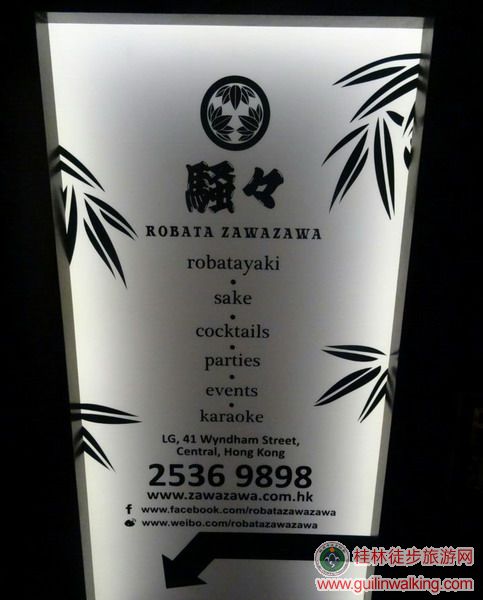 騒々
ROBATA ZAWAZAWA
robatayaki
sake
cocktails
parties
events
karaoke
LG, 41 Wyndham Street,
Central, Hong Kong
2536 9898
www.zawazawa.com.hk
www.facebook.com/robatazawazawa
www.weibo.com/robatazawazawa
桂林徒步旅游网
www.guilinwalking.com